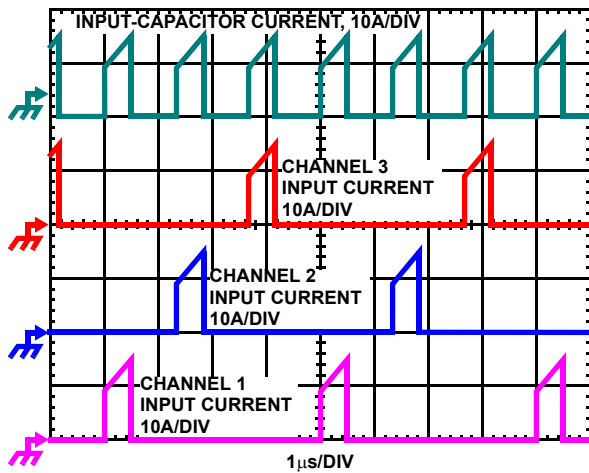 INPUT-CAPACITOR CURRENT, 10A/DIV
CHANNEL 3
INPUT CURRENT
10A/DIV
CHANNEL 2
INPUT CURRENT
10A/DIV
CHANNEL 1
INPUT CURRENT
10A/DIV
1μs/DIV